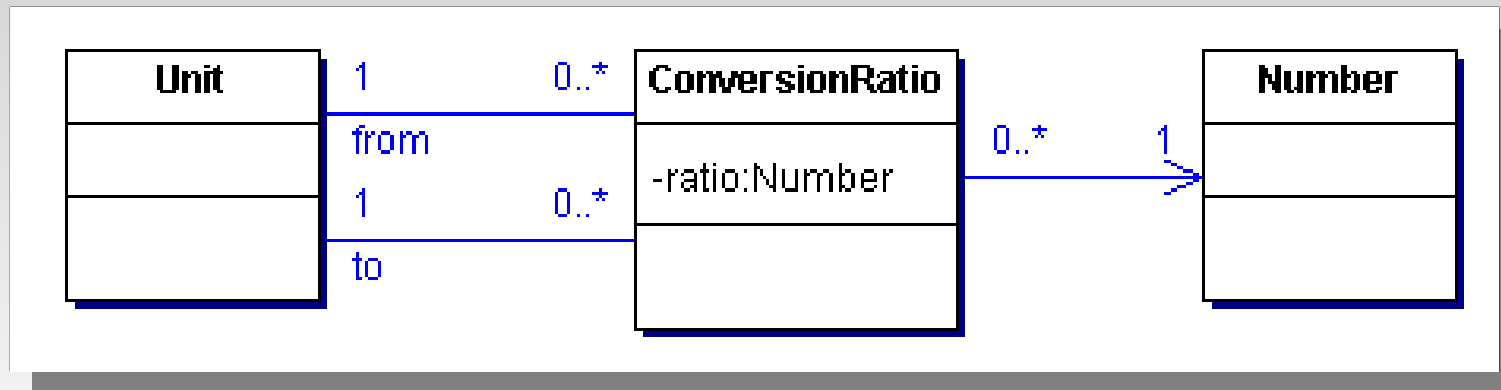 Unit
1
0..*
from
1
0..*
to
ConversionRatio
-ratio:Number
0..*
1
Number